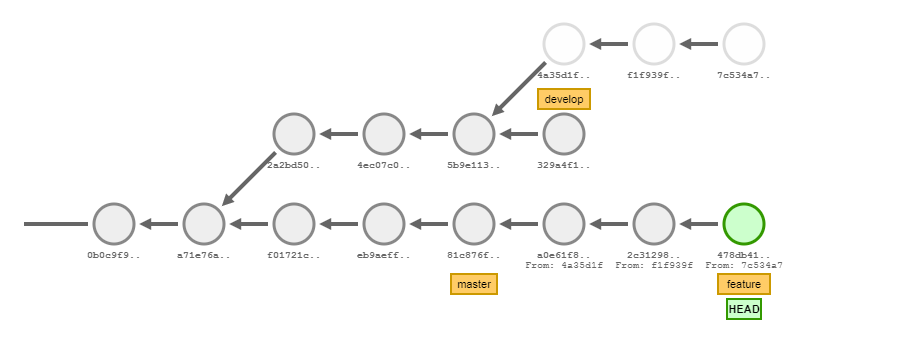 4a35d1f.. f1f939f.. 7c534a7..
develop
2a2bd50.. 4ec07c0.. 5b9e113.. 329a4f1..
0b0c9f9.. a71e76a.. f01721c.. eb9aeff.. 81c876f.. a0e61f8.. 2c31298.. 478db41..
From: 4a35d1f From: f1f939f From: 7c534a7
master feature
HEAD